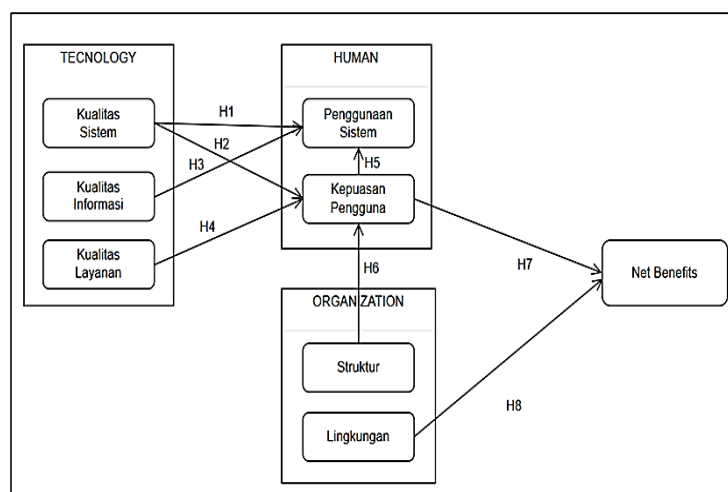 TECNOLOGY
Kualitas
Sistem
Kualitas
Informasi
Kualitas
Layanan
H1
H2
H3
H4
HUMAN
Penggunaan
Sistem
H5
Kepuasan
Pengguna
H6
ORGANIZATION
Struktur
Lingkungan
H7
H8
Net Benefits